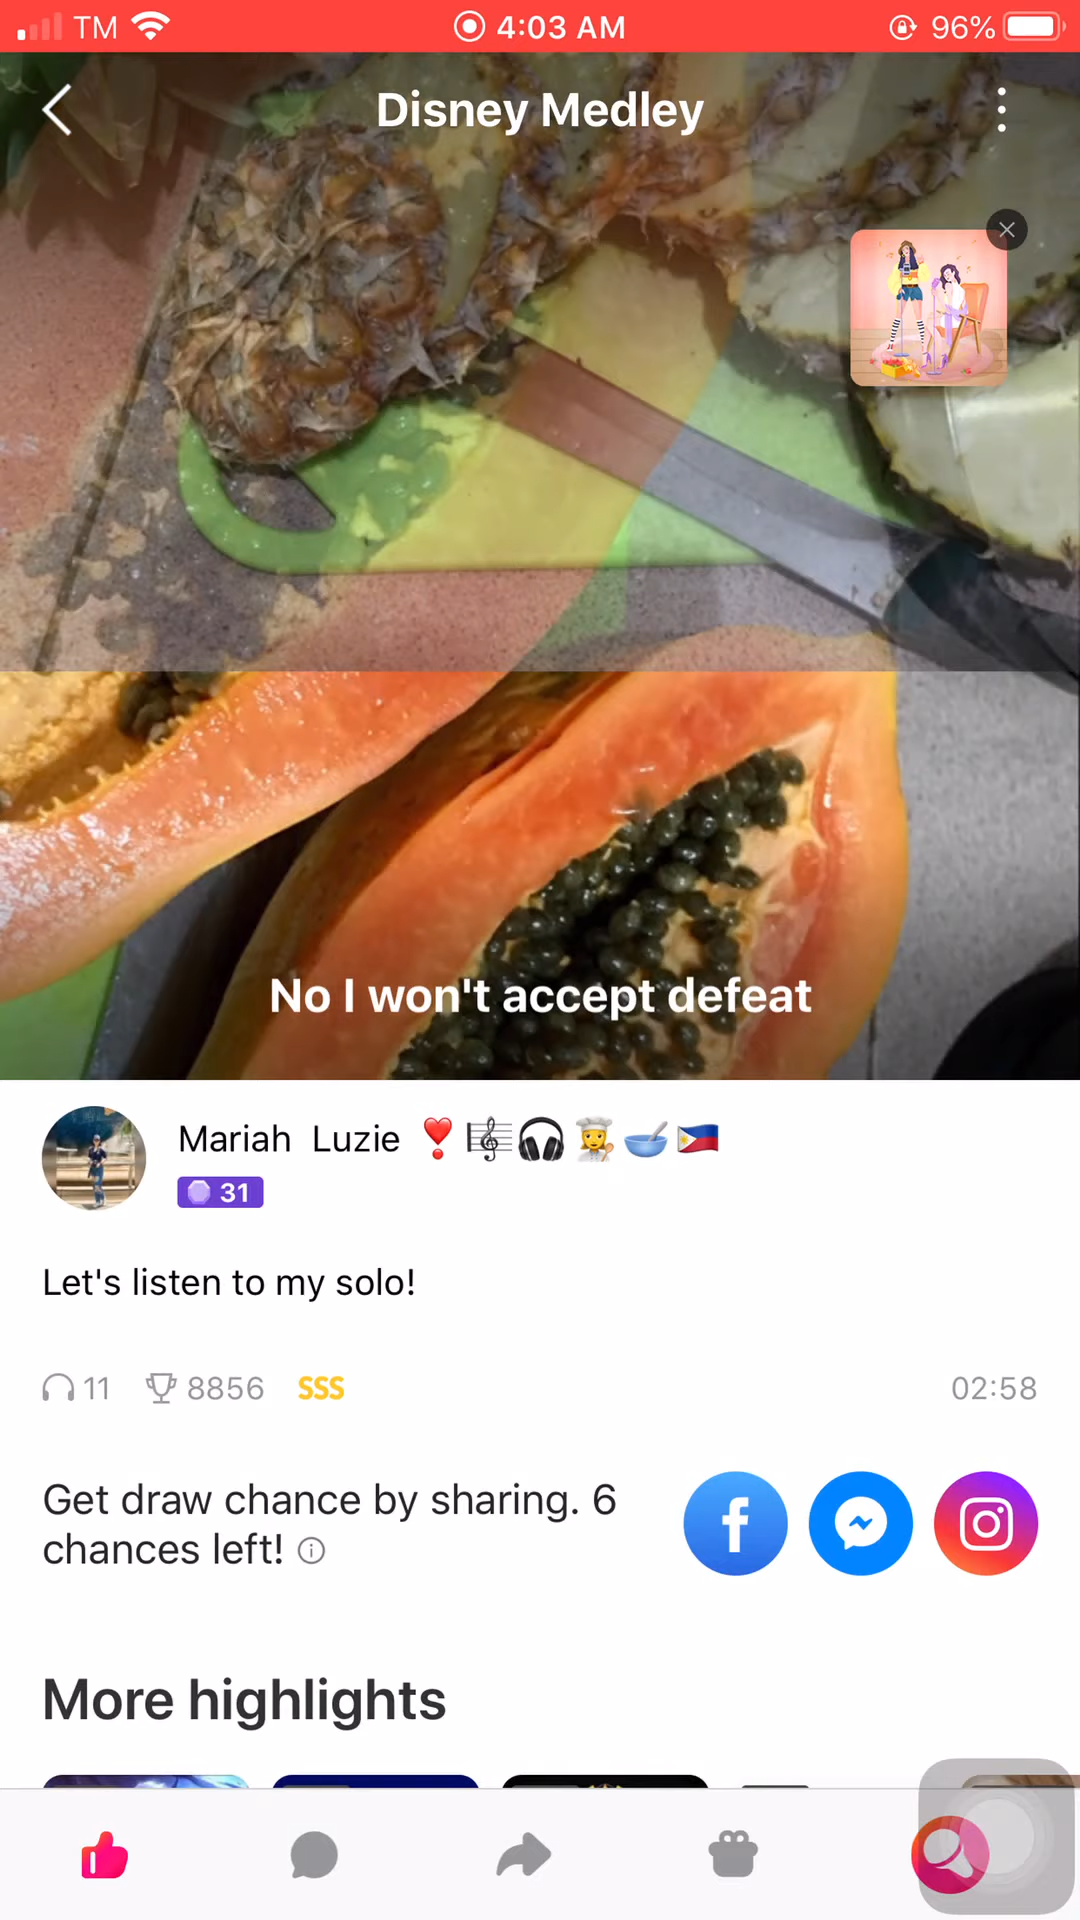 TM 4:03 AM 96%
Disney Medley
No I won't accept defeat
Mariah Luzie
31
Let's listen to my solo!
11 8856 SSS 02:58
Get draw chance by sharing. 6
chances left!
More highlights